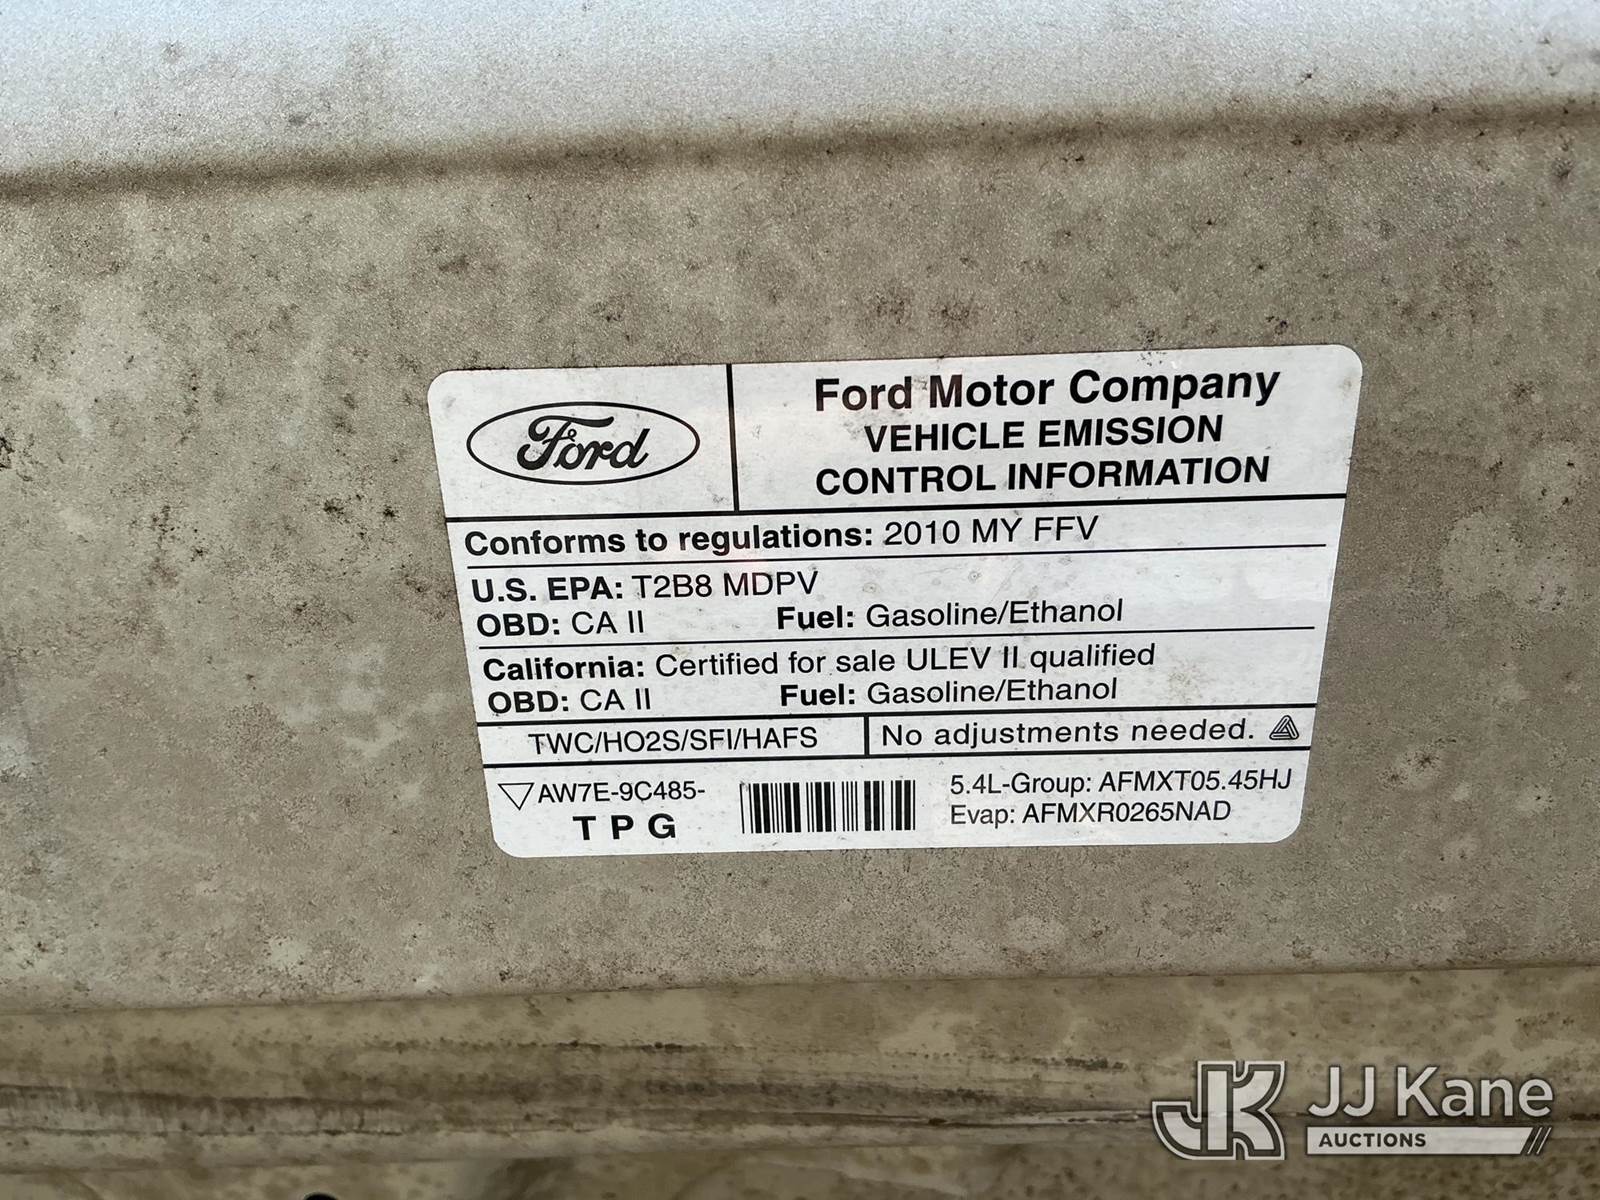 Ford
Ford Motor Company
VEHICLE EMISSION
CONTROL INFORMATION
Conforms to regulations: 2010 MY FFV
U.S. EPA: T2B8 MDPV
OBD: CA II Fuel: Gasoline/Ethanol
California: Certified for sale ULEV II qualified
OBD: CA II Fuel: Gasoline/Ethanol
TWC/HO2S/SFI/HAFS No adjustments needed.
AW7E-9C485-
T P G
5.4L-Group: AFMXT05.45HJ
Evap: AFMXR0265NAD
JK JJ Kane
AUCTIONS